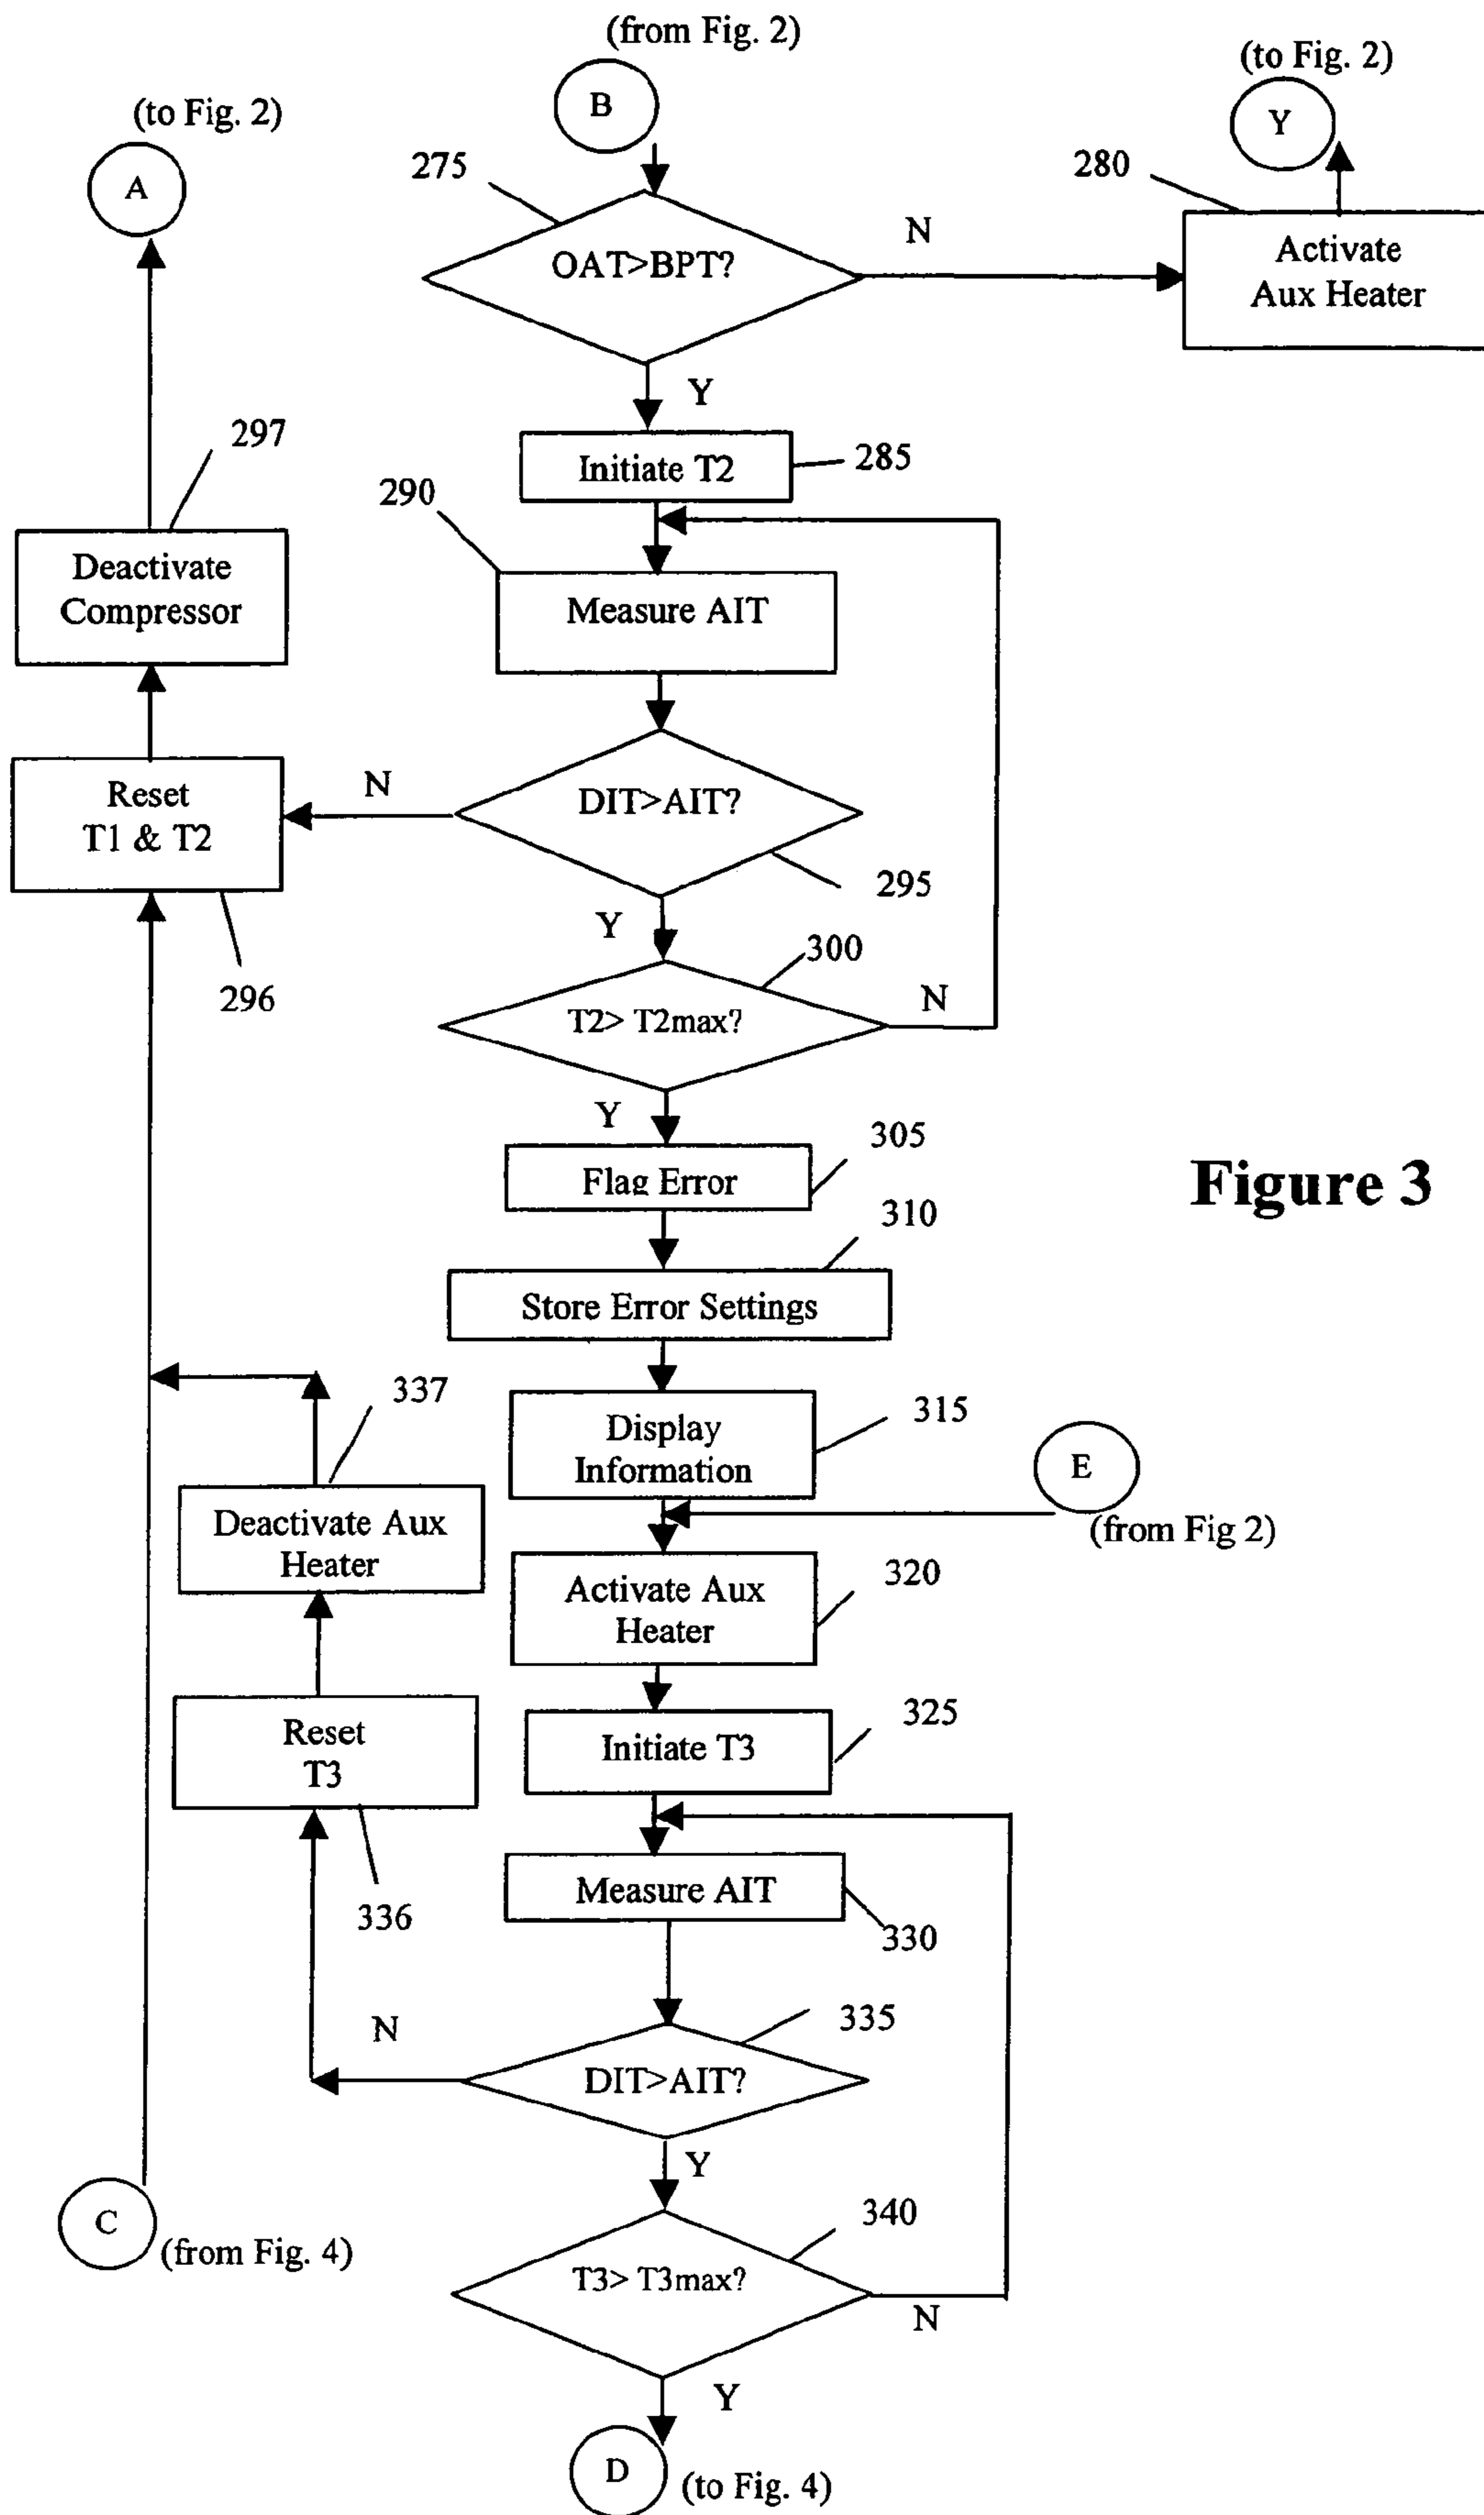 (from Fig. 2)
(to Fig. 2)
(to Fig. 2)
B
Y
A
275
280
OAT>BPT?
N
Activate
Aux Heater
Y
297
Initiate T2
285
290
Deactivate
Compressor
Measure AIT
Reset
T1 & T2
N
DIT>AIT?
295
Y
300
296
T2> T2max?
N
Y
305
Flag Error
Figure 3
310
Store Error Settings
337
315
Display
Information
E
(from Fig 2)
Deactivate Aux
Heater
320
Activate Aux
Heater
325
Reset
T3
Initiate T3
336
Measure AIT
330
335
N
DIT>AIT?
Y
340
C
(from Fig. 4)
T3> T3max?
N
Y
D
(to Fig. 4)